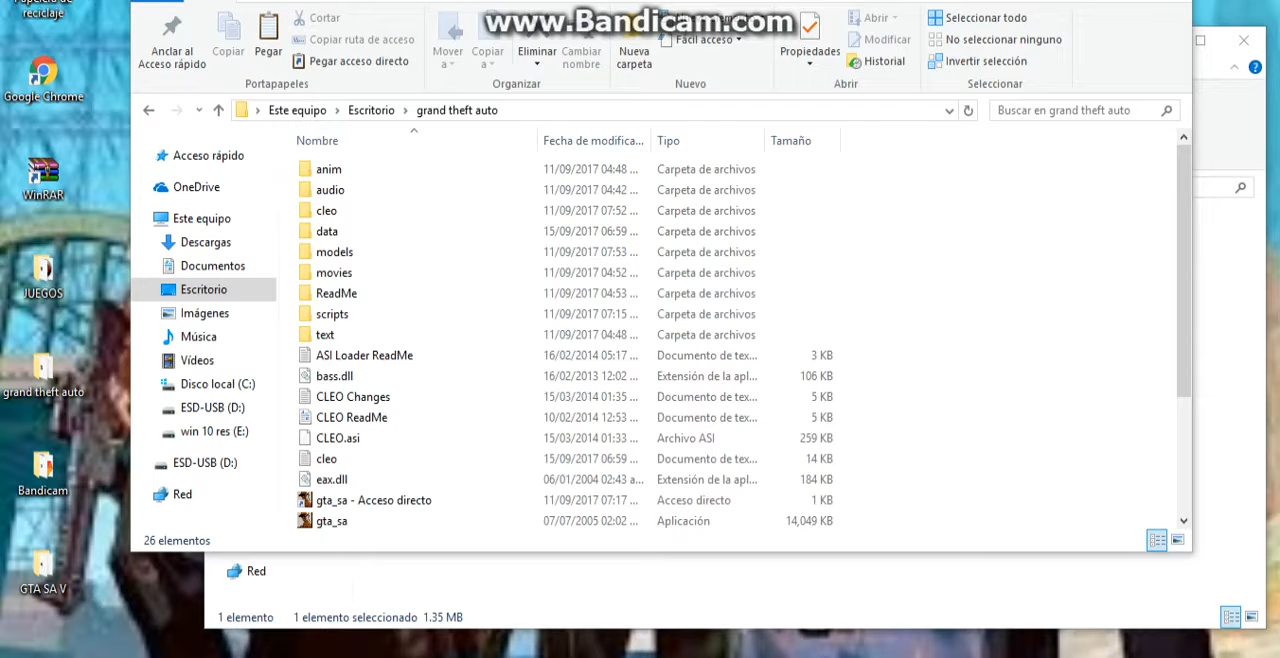 www.Bandicam.com
Papelera de
reciclaje
Google Chrome
WinRAR
JUEGOS
grand theft auto
Bandicam
GTA SA V
Anclar al
Acceso rápido
Copiar
Pegar
Cortar
Copiar ruta de acceso
Pegar acceso directo
Portapapeles
Mover
a
Copiar
a
Eliminar
Cambiar
nombre
Organizar
Nueva
carpeta
Fácil acceso
Nuevo
Propiedades
Abrir
Modificar
Historial
Abrir
Seleccionar todo
No seleccionar ninguno
Invertir selección
Seleccionar
Este equipo > Escritorio > grand theft auto
Buscar en grand theft auto
Acceso rápido
OneDrive
Este equipo
Descargas
Documentos
Escritorio
Imágenes
Música
Vídeos
Disco local (C:)
ESD-USB (D:)
win 10 res (E:)
ESD-USB (D:)
Red
Nombre Fecha de modifica... Tipo Tamaño
anim 11/09/2017 04:48 ... Carpeta de archivos
audio 11/09/2017 04:42 ... Carpeta de archivos
cleo 11/09/2017 07:52 ... Carpeta de archivos
data 15/09/2017 06:59 ... Carpeta de archivos
models 11/09/2017 07:53 ... Carpeta de archivos
movies 11/09/2017 04:52 ... Carpeta de archivos
ReadMe 11/09/2017 04:53 ... Carpeta de archivos
scripts 11/09/2017 07:15 ... Carpeta de archivos
text 11/09/2017 04:48 ... Carpeta de archivos
ASI Loader ReadMe 16/02/2014 05:17 ... Documento de tex... 3 KB
bass.dll 16/02/2013 12:02 ... Extensión de la apl... 106 KB
CLEO Changes 15/03/2014 01:35 ... Documento de tex... 5 KB
CLEO ReadMe 10/02/2014 12:53 ... Documento de tex... 5 KB
CLEO.asi 15/03/2014 01:33 ... Archivo ASI 259 KB
cleo 15/09/2017 06:59 ... Documento de tex... 14 KB
eax.dll 06/01/2004 02:43 a... Extensión de la apl... 184 KB
gta_sa - Acceso directo 11/09/2017 07:17 ... Acceso directo 1 KB
gta_sa 07/07/2005 02:02 ... Aplicación 14,049 KB
26 elementos
Red
1 elemento 1 elemento seleccionado 1.35 MB